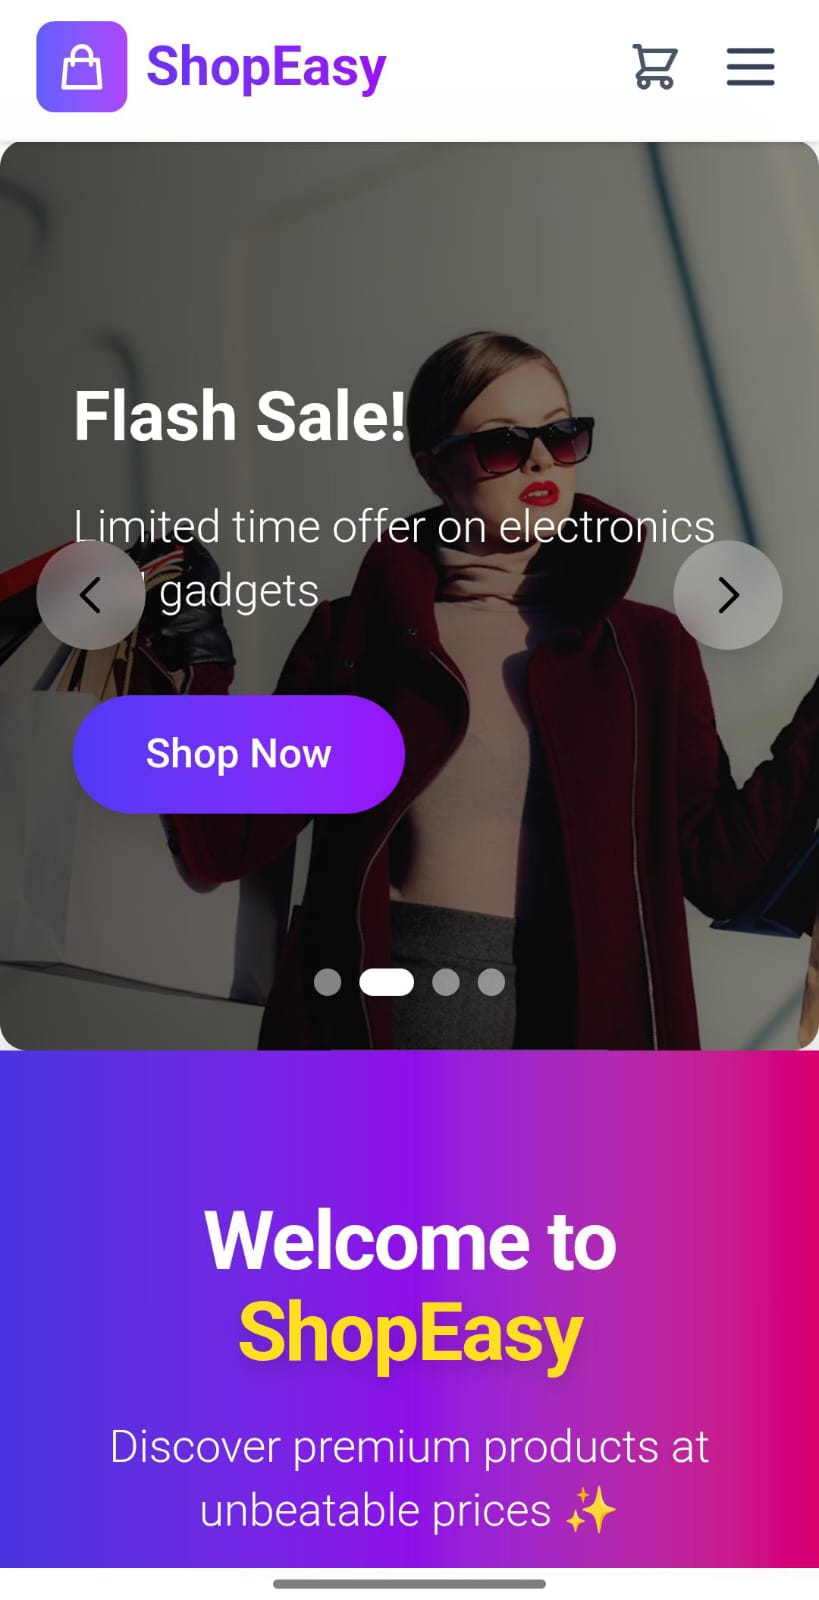 ShopEasy
Flash Sale!
Limited time offer on electronics
gadgets
Shop Now
Welcome to
ShopEasy
Discover premium products at
unbeatable prices ✨